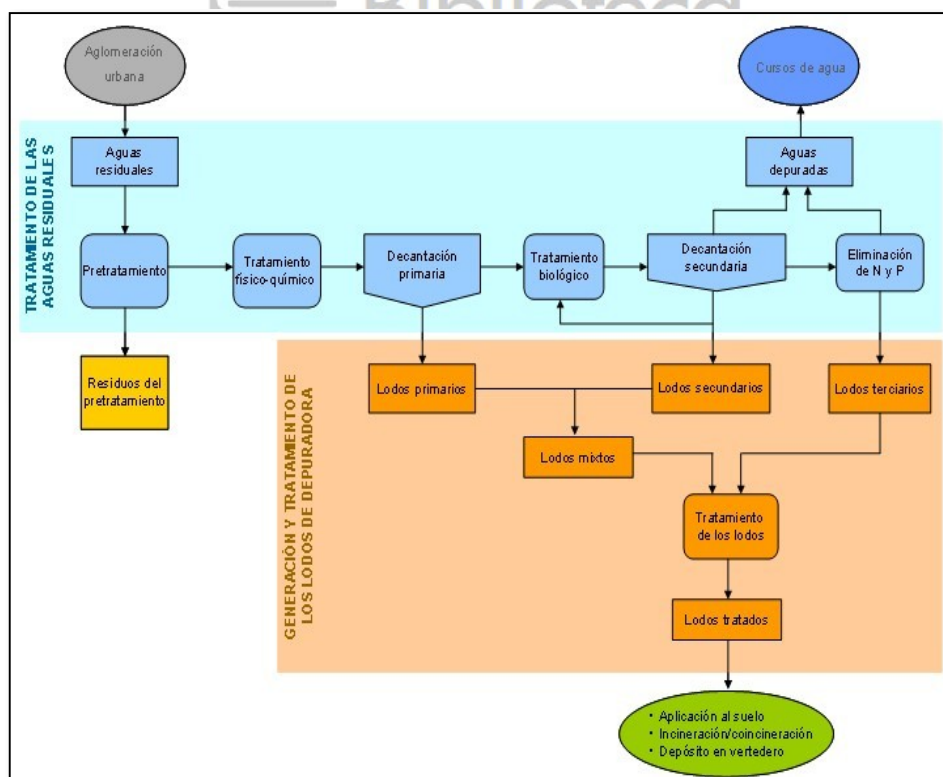 Biblioteca
Aglomeración
urbana
Cursos de agua
TRATAMIENTO DE LAS
AGUAS RESIDUALES
Aguas
residuales
Aguas
depuradas
Pretratamiento
Tratamiento
físico-químico
Decantación
primaria
Tratamiento
biológico
Decantación
secundaria
Eliminación
de N y P
Residuos del
pretratamiento
GENERACIÓN Y TRATAMIENTO DE
LOS LODOS DE DEPURADORA
Lodos primarios
Lodos secundarios
Lodos terciarios
Lodos mixtos
Tratamiento
de los lodos
Lodos tratados
• Aplicación al suelo
• Incineración/coincineración
• Depósito en vertedero